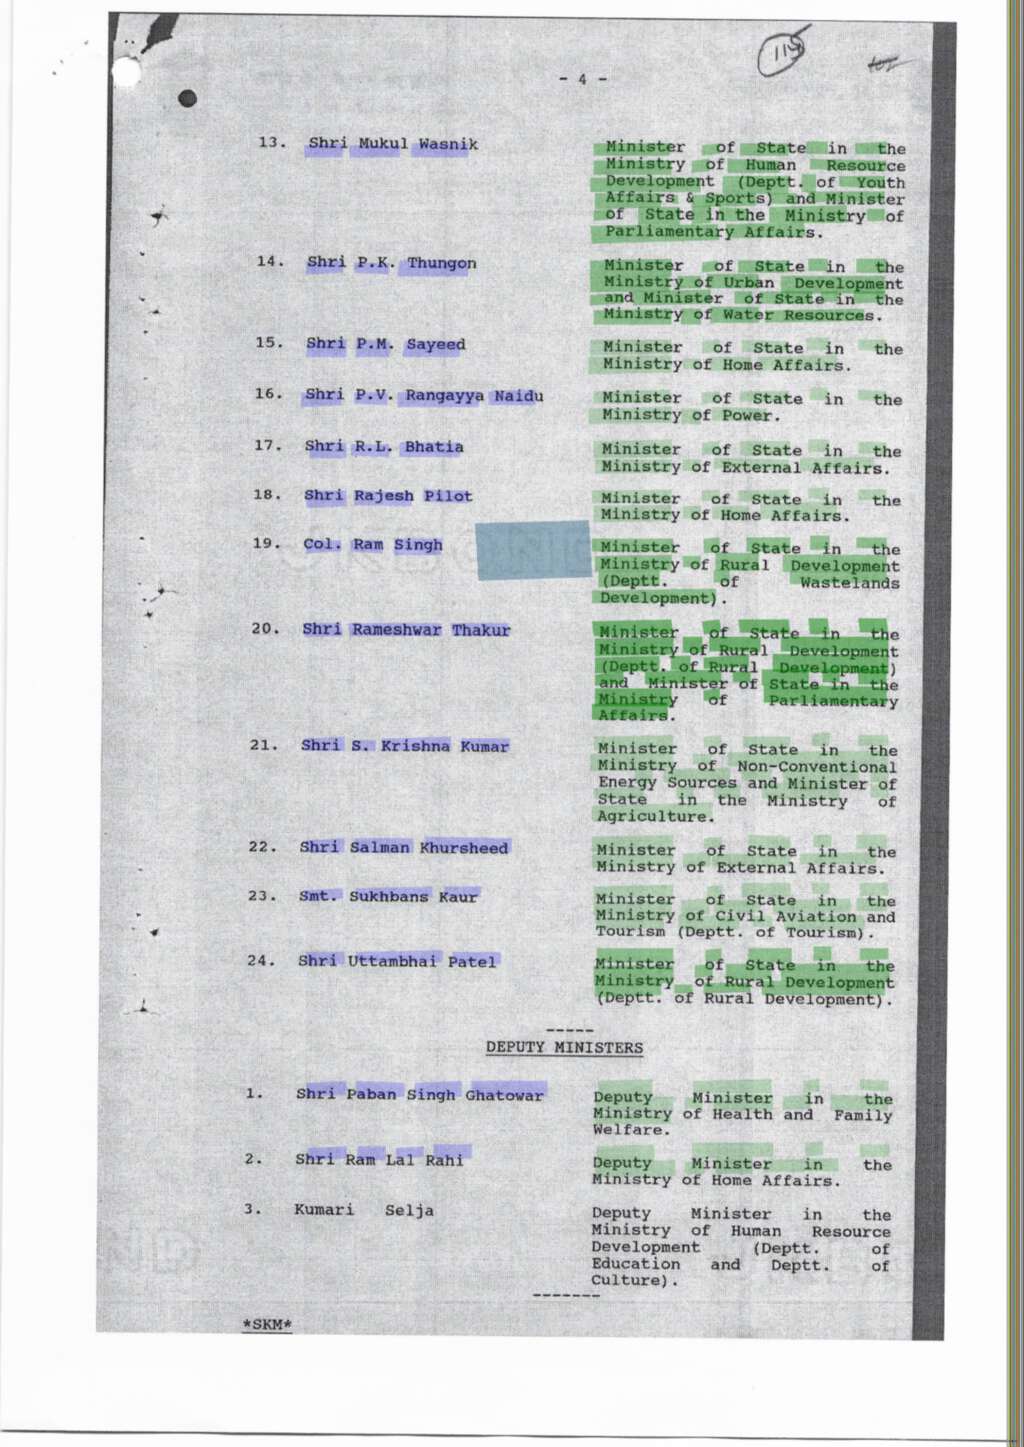 - 4 -
115
13. Shri Mukul Wasnik
Minister of State in the
Ministry of Human Resource
Development (Deptt. of Youth
Affairs & Sports) and Minister
of State in the Ministry of
Parliamentary Affairs.
14. Shri P.K. Thungon
Minister of State in the
Ministry of Urban Development
and Minister of State in the
Ministry of Water Resources.
15. Shri P.M. Sayeed
Minister of State in the
Ministry of Home Affairs.
16. Shri P.V. Rangayya Naidu
Minister of State in the
Ministry of Power.
17. Shri R.L. Bhatia
Minister of State in the
Ministry of External Affairs.
18. Shri Rajesh Pilot
Minister of State in the
Ministry of Home Affairs.
19. Col. Ram Singh
Minister of State in the
Ministry of Rural Development
(Deptt. of Wastelands
Development).
20. Shri Rameshwar Thakur
Minister of State in the
Ministry of Rural Development
(Deptt. of Rural Development)
and Minister of State in the
Ministry of Parliamentary
Affairs.
21. Shri S. Krishna Kumar
Minister of State in the
Ministry of Non-Conventional
Energy Sources and Minister of
State in the Ministry of
Agriculture.
22. Shri Salman Khursheed
Minister of State in the
Ministry of External Affairs.
23. Smt. Sukhbans Kaur
Minister of State in the
Ministry of Civil Aviation and
Tourism (Deptt. of Tourism).
24. Shri Uttambhai Patel
Minister of State in the
Ministry of Rural Development
(Deptt. of Rural Development).
-----
DEPUTY MINISTERS
1. Shri Paban Singh Ghatowar
Deputy Minister in the
Ministry of Health and Family
Welfare.
2. Shri Ram Lal Rahi
Deputy Minister in the
Ministry of Home Affairs.
3. Kumari Selja
Deputy Minister in the
Ministry of Human Resource
Development (Deptt. of
Education and Deptt. of
Culture).
-------
*SKM*